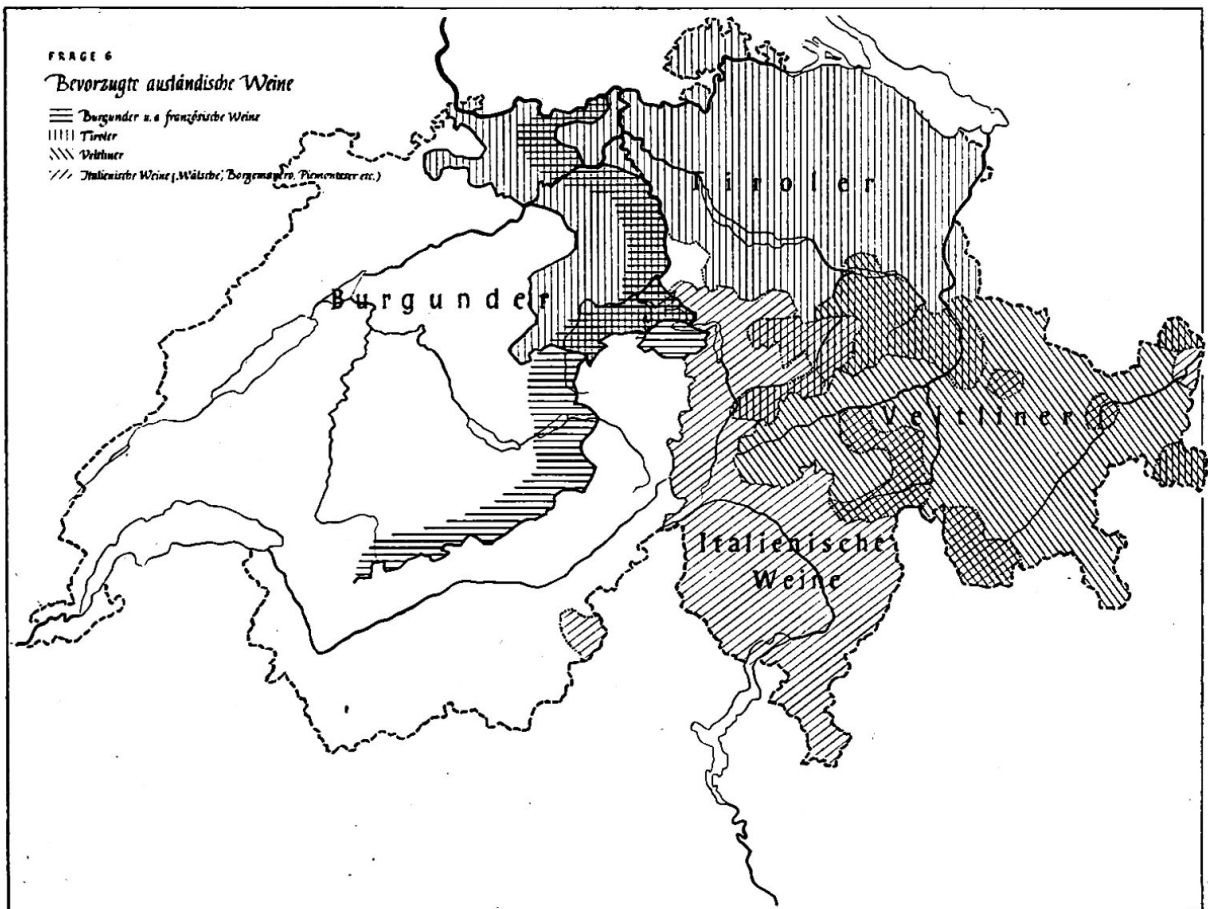 FRAGE 6
Bevorzugte ausländische Weine
Burgunder u. a französische Weine
Tiroler
Veltliner
Italienische Weine („Wälsche“, Borgemanero, Piemonteser etc.)
Tiroler
Burgunder
Veltliner
Italienische
Weine